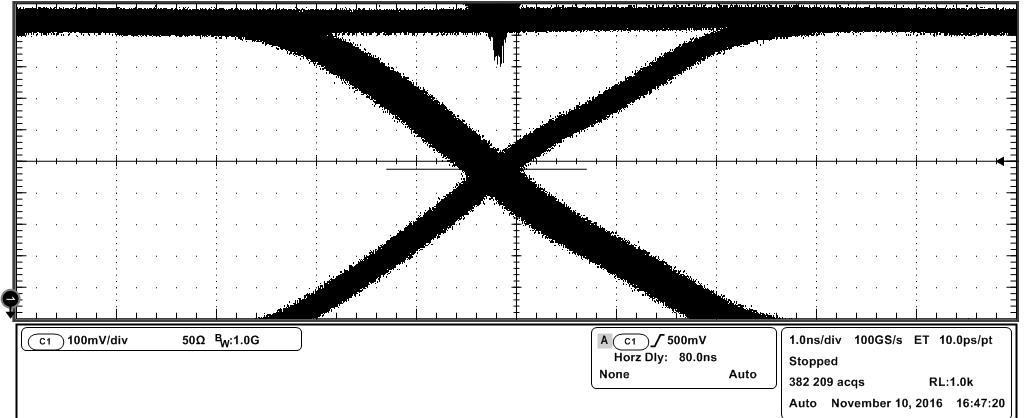 1
C1 100mV/div 50Ω BW:1.0G
A C1 500mV
Horz Dly: 80.0ns
None Auto
1.0ns/div 100GS/s ET 10.0ps/pt
Stopped
382 209 acqs RL:1.0k
Auto November 10, 2016 16:47:20